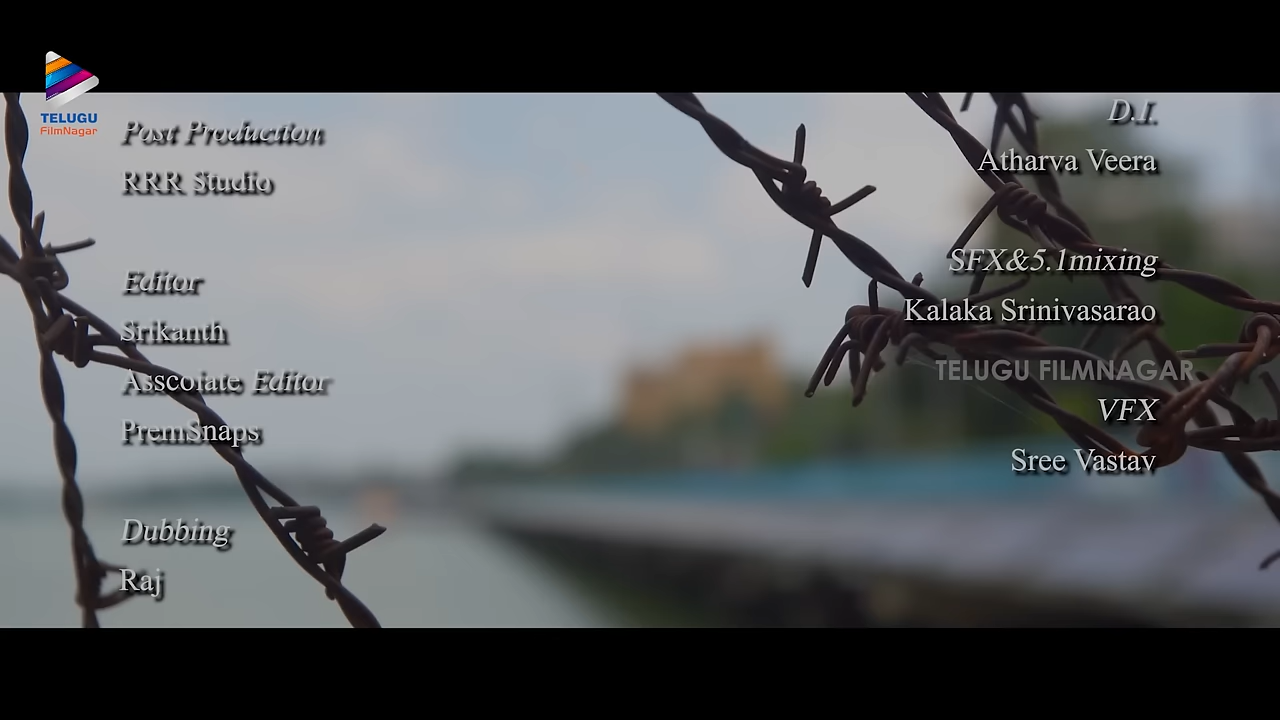 TELUGU
FilmNagar
Post Production
RRR Studio
Editor
Srikanth
Asscoiate Editor
PremSnaps
Dubbing
Raj
D.I.
Atharva Veera
SFX&5.1mixing
Kalaka Srinivasarao
TELUGU FILMNAGAR
VFX
Sree Vastav